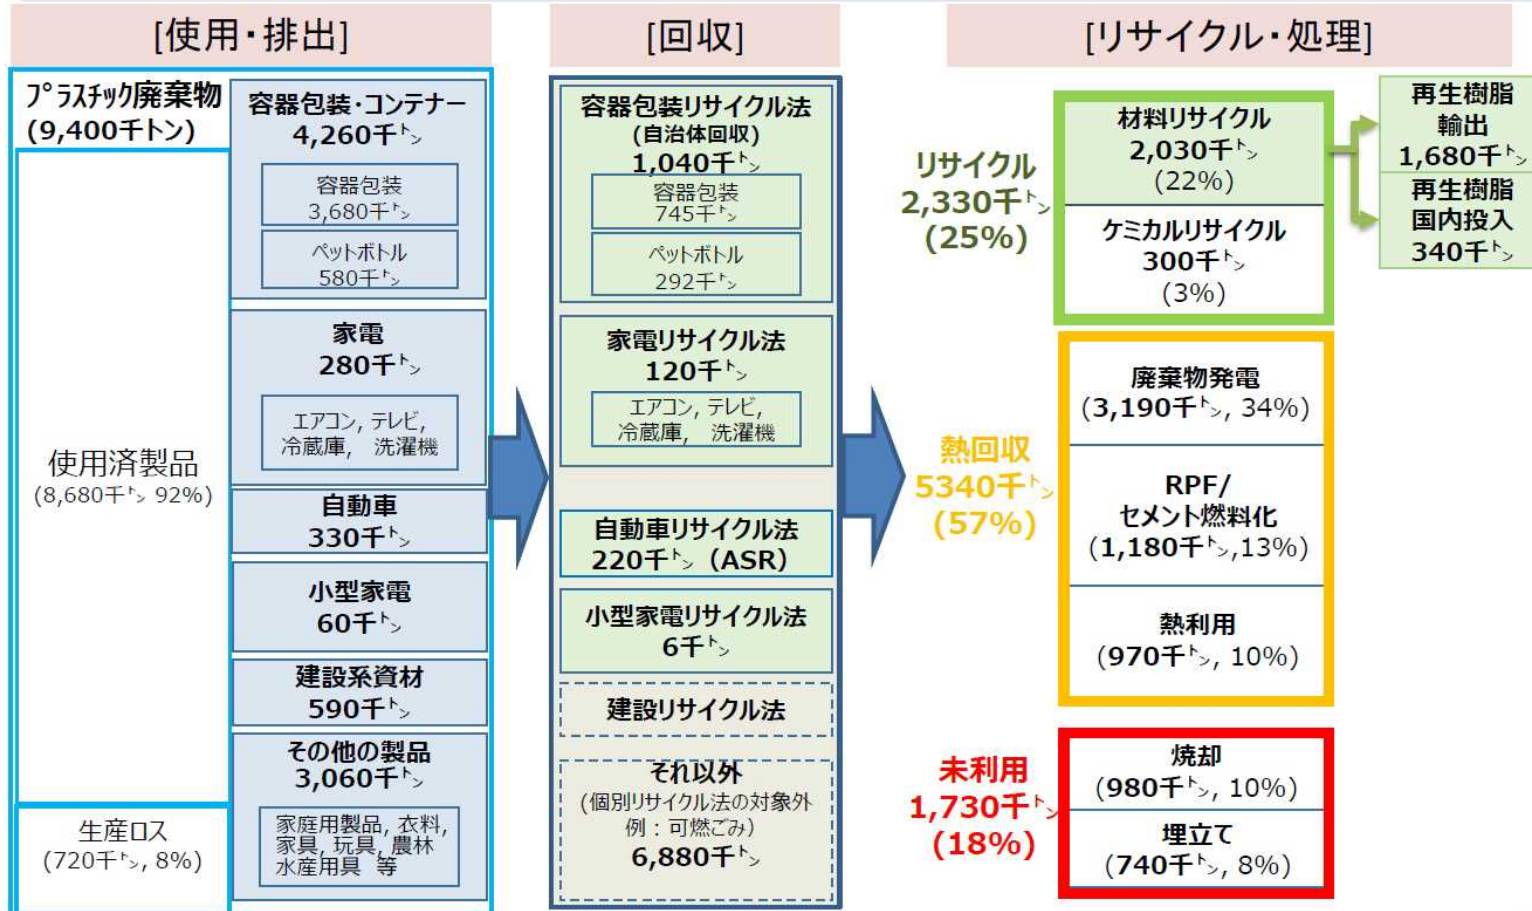 [使用・排出]
プラスチック廃棄物
(9,400千トン)
使用済製品
(8,680千トン 92%)
生産ロス
(720千トン, 8%)
容器包装・コンテナー
4,260千トン
容器包装
3,680千トン
ペットボトル
580千トン
家電
280千トン
エアコン, テレビ,
冷蔵庫, 洗濯機
自動車
330千トン
小型家電
60千トン
建設系資材
590千トン
その他の製品
3,060千トン
家庭用製品, 衣料,
家具, 玩具, 農林
水産用具 等
[回収]
容器包装リサイクル法
(自治体回収)
1,040千トン
容器包装
745千トン
ペットボトル
292千トン
家電リサイクル法
120千トン
エアコン, テレビ,
冷蔵庫, 洗濯機
自動車リサイクル法
220千トン (ASR)
小型家電リサイクル法
6千トン
建設リサイクル法
それ以外
(個別リサイクル法の対象外
例：可燃ごみ)
6,880千トン
[リサイクル・処理]
リサイクル
2,330千トン
(25%)
材料リサイクル
2,030千トン
(22%)
ケミカルリサイクル
300千トン
(3%)
再生樹脂
輸出
1,680千トン
再生樹脂
国内投入
340千トン
熱回収
5340千トン
(57%)
廃棄物発電
(3,190千トン, 34%)
RPF/
セメント燃料化
(1,180千トン,13%)
熱利用
(970千トン, 10%)
未利用
1,730千トン
(18%)
焼却
(980千トン, 10%)
埋立て
(740千トン, 8%)